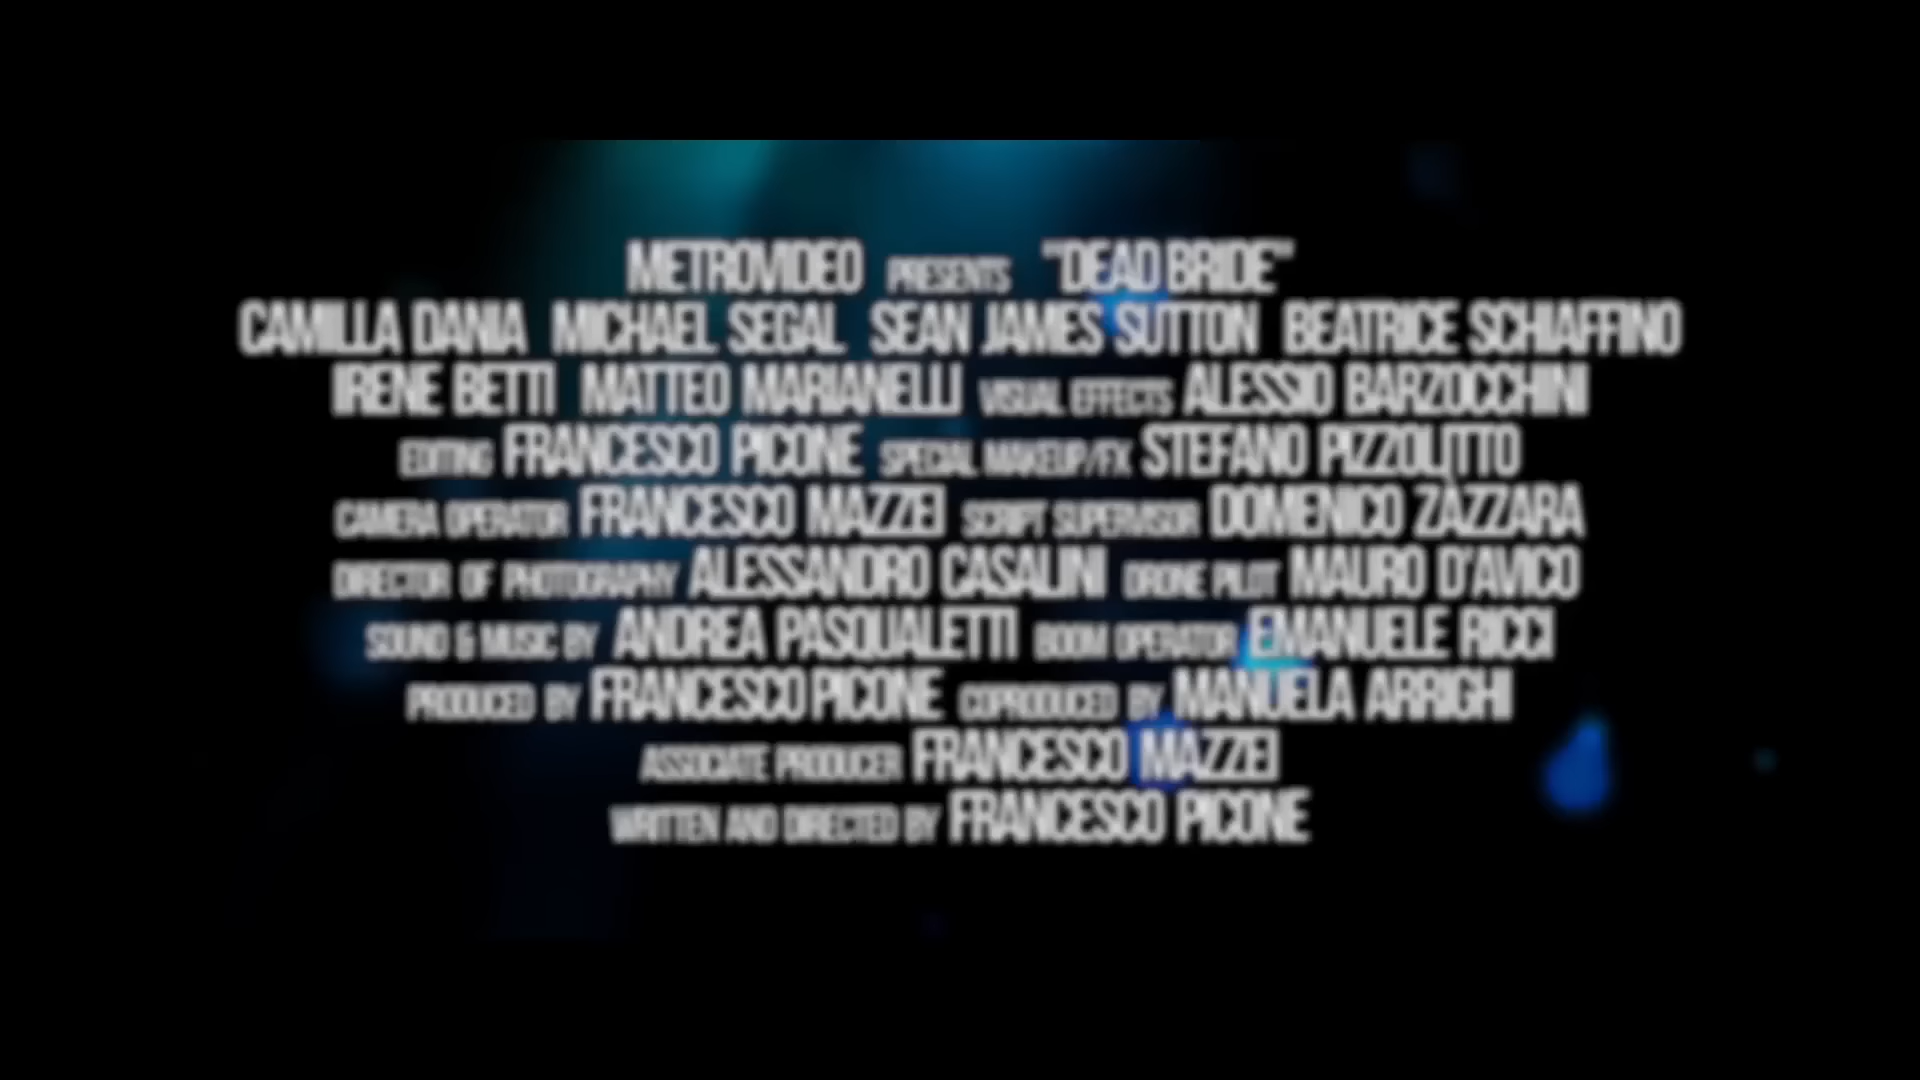 METROVIDEO PRESENTS "DEAD BRIDE"
CAMILLA DANIA MICHAEL SEGAL SEAN JAMES SUTTON BEATRICE SCHIAFFINO
IRENE BETTI MATTEO MARIANELLI VISUAL EFFECTS ALESSIO BARZOCCHINI
EDITING FRANCESCO PICONE SPECIAL MAKEUP/FX STEFANO PIZZOLITTO
CAMERA OPERATOR FRANCESCO MAZZEI SCRIPT SUPERVISOR DOMENICO ZÀZZARA
DIRECTOR OF PHOTOGRAPHY ALESSANDRO CASALINI DRONE PILOT MAURO D'AVICO
SOUND & MUSIC BY ANDREA PASQUALETTI BOOM OPERATOR EMANUELE RICCI
PRODUCED BY FRANCESCO PICONE COPRODUCED BY MANUELA ARRIGHI
ASSOCIATE PRODUCER FRANCESCO MAZZEI
WRITTEN AND DIRECTED BY FRANCESCO PICONE